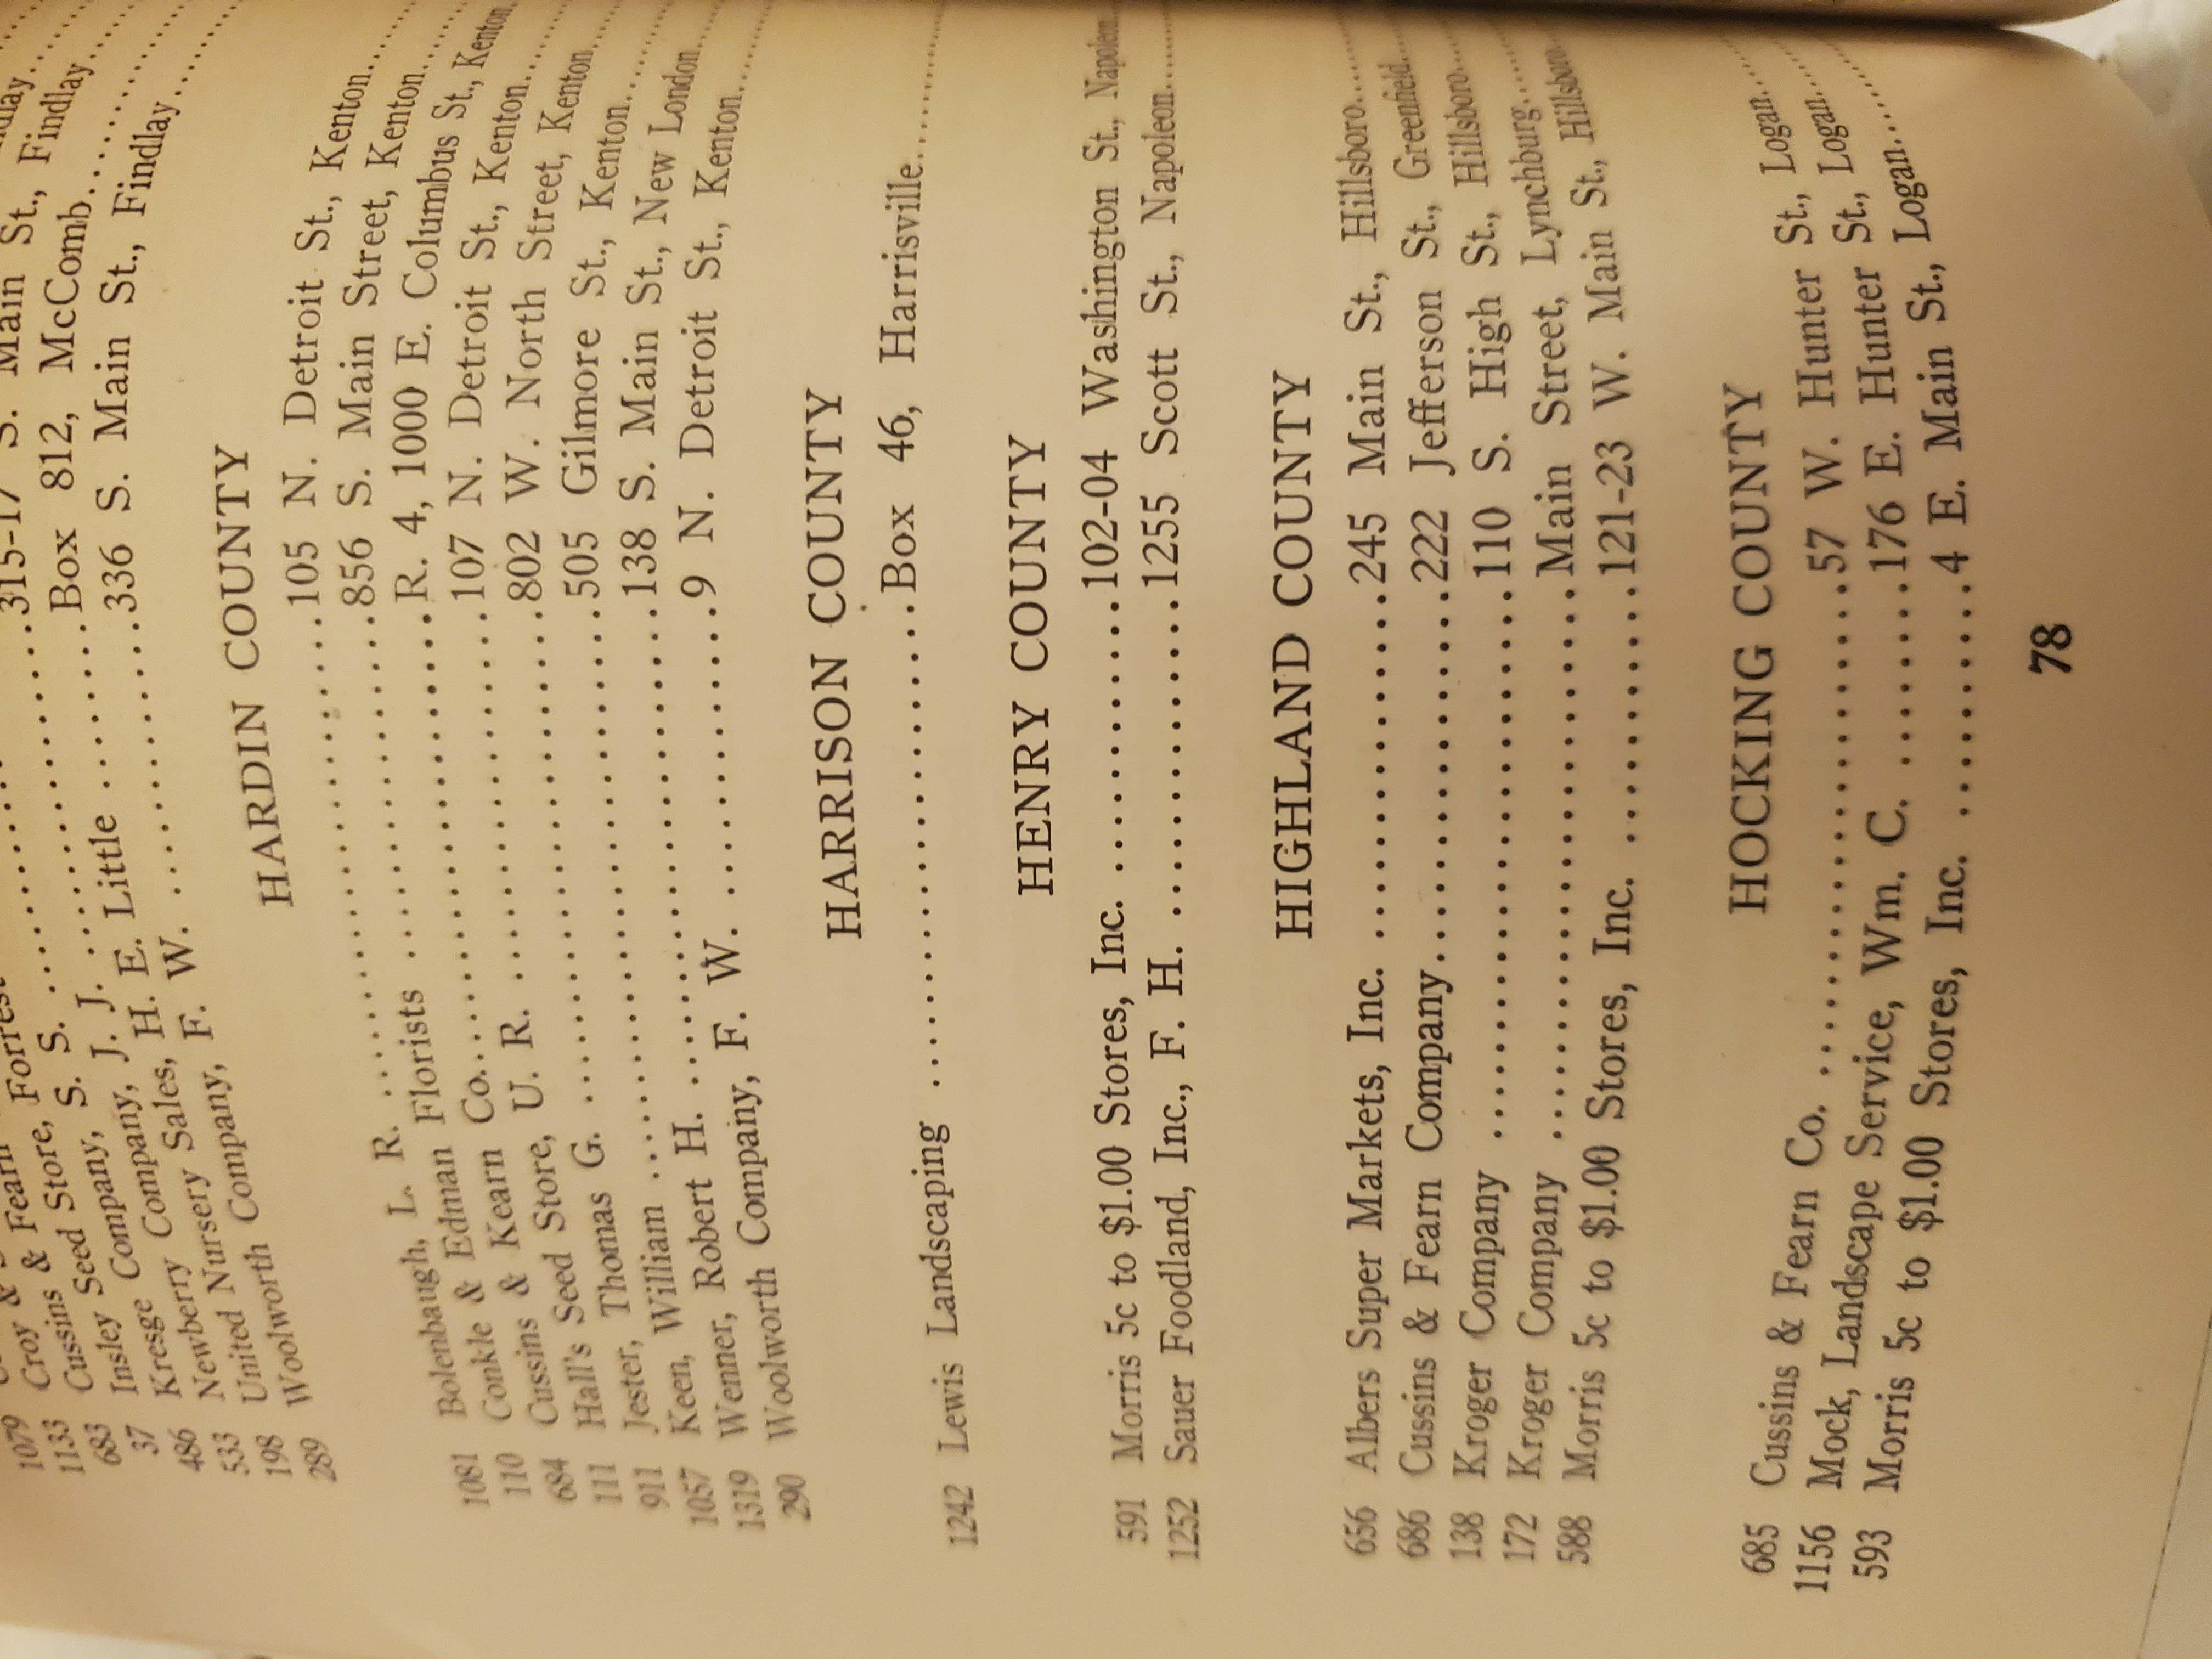 1133 Croy &
683 Cussins & Fearn
37 Insley Seed Store, Forrest
486 Kresge Company, S. S. Main St.,
533 Newberry Company, J. J. 315-17 S. Main St., Findlay
198 United Nursery Sales, H. E. Little Box 812, McComb
289 Woolworth Company, F. W. 336 S. Main St., Findlay
HARDIN COUNTY
1081 Bolenbaugh, L. R. 105 N. Detroit St., Kenton
110 Conkle & Edman Florists 856 S. Main Street, Kenton
684 Cussins & Kearn Co. R. 4, 1000 E. Columbus St., Kenton
111 Hall's Seed Store, U. R. 107 N. Detroit St., Kenton
911 Jester, Thomas G. 802 W. North Street, Kenton
1057 Keen, William 505 Gilmore St., Kenton
1319 Wenner, Robert H. 138 S. Main St., New London
290 Woolworth Company, F. W. 9 N. Detroit St., Kenton
HARRISON COUNTY
1242 Lewis Landscaping Box 46, Harrisville
HENRY COUNTY
591 Morris 5c to $1.00 Stores, Inc. 102-04 Washington St., Napoleon
1252 Sauer Foodland, Inc., F. H. 1255 Scott St., Napoleon
HIGHLAND COUNTY
656 Albers Super Markets, Inc. 245 Main St., Hillsboro
686 Cussins & Fearn Company 222 Jefferson St., Greenfield
138 Kroger Company 110 S. High St., Hillsboro
172 Kroger Company Main Street, Lynchburg
588 Morris 5c to $1.00 Stores, Inc. 121-23 W. Main St., Hillsboro
HOCKING COUNTY
685 Cussins & Fearn Co. 57 W. Hunter St., Logan
1156 Mock, Landscape Service, Wm. C. 176 E. Hunter St., Logan
593 Morris 5c to $1.00 Stores, Inc. 4 E. Main St., Logan
78